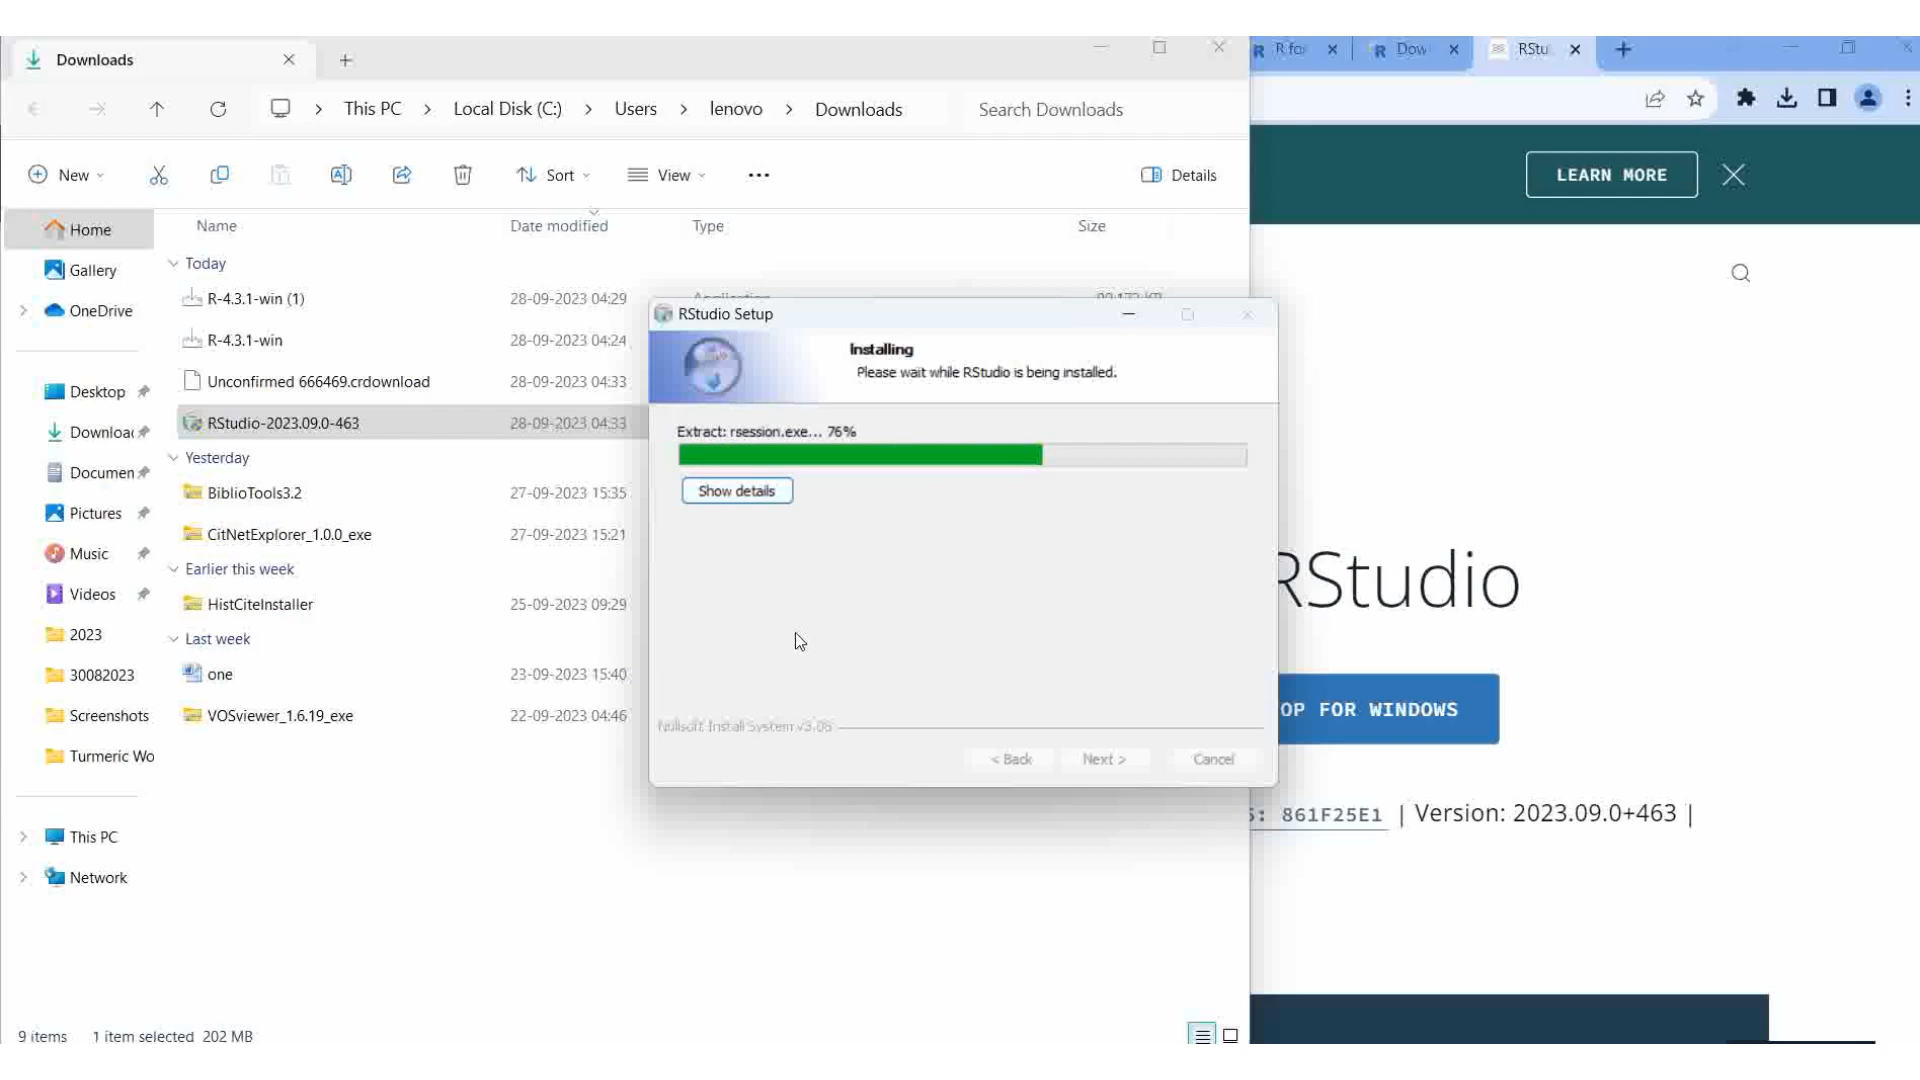 Downloads
R fo
Dow
RStu
This PC
Local Disk (C:)
Users
lenovo
Downloads
Search Downloads
New
Sort
View
Details
LEARN MORE
Name
Date modified
Type
Size
Home
Gallery
OneDrive
Desktop
Downloa
Documen
Pictures
Music
Videos
2023
30082023
Screenshots
Turmeric Wo
This PC
Network
Today
R-4.3.1-win (1) 28-09-2023 04:29
R-4.3.1-win 28-09-2023 04:24
Unconfirmed 666469.crdownload 28-09-2023 04:33
RStudio-2023.09.0-463 28-09-2023 04:33
Yesterday
BiblioTools3.2 27-09-2023 15:35
CitNetExplorer_1.0.0_exe 27-09-2023 15:21
Earlier this week
HistCiteInstaller 25-09-2023 09:29
Last week
one 23-09-2023 15:40
VOSviewer_1.6.19_exe 22-09-2023 04:46
RStudio Setup
Installing
Please wait while RStudio is being installed.
Extract: rsession.exe... 76%
Show details
Nullsoft Install System
< Back
Next >
Cancel
RStudio
OP FOR WINDOWS
: 861F25E1 | Version: 2023.09.0+463 |
9 items
1 item selected 202 MB